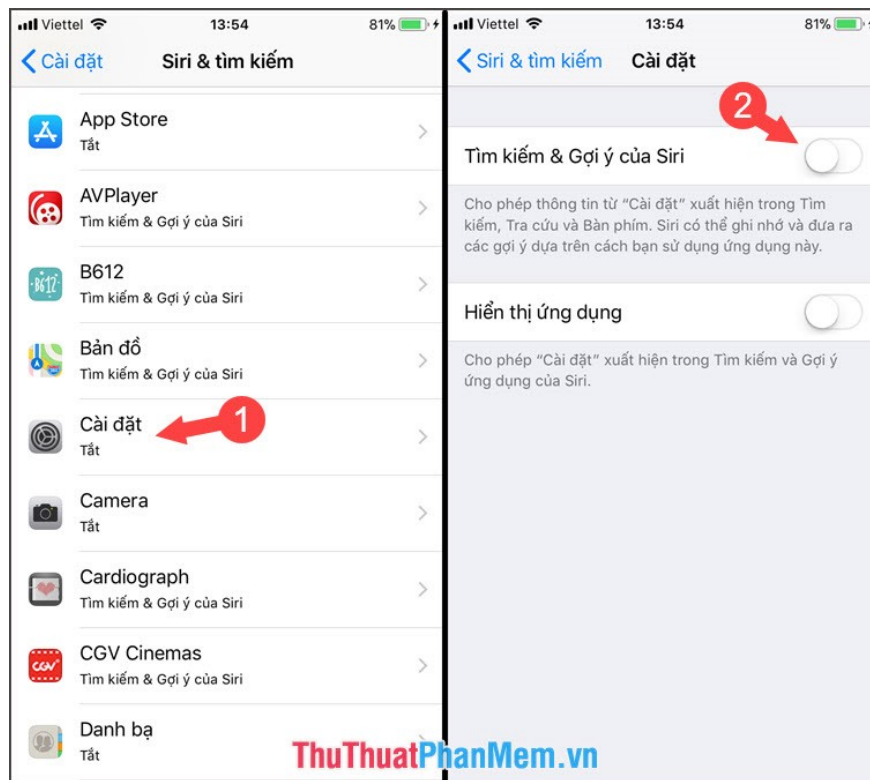 Viettel 13:54 81%
Cài đặt Siri & tìm kiếm
App Store
Tắt
AVPlayer
Tìm kiếm & Gợi ý của Siri
B612
B612
Tìm kiếm & Gợi ý của Siri
Bản đồ
Tìm kiếm & Gợi ý của Siri
Cài đặt
1
Tắt
Camera
Tắt
Cardiograph
Tìm kiếm & Gợi ý của Siri
CGV Cinemas
CGV
Tìm kiếm & Gợi ý của Siri
Danh bạ
Tắt
Viettel 13:54 81%
Siri & tìm kiếm Cài đặt
2
Tìm kiếm & Gợi ý của Siri
Cho phép thông tin từ “Cài đặt” xuất hiện trong Tìm
kiếm, Tra cứu và Bàn phím. Siri có thể ghi nhớ và đưa ra
các gợi ý dựa trên cách bạn sử dụng ứng dụng này.
Hiển thị ứng dụng
Cho phép “Cài đặt” xuất hiện trong Tìm kiếm và Gợi ý
ứng dụng của Siri.
ThuThuatPhanMem.vn